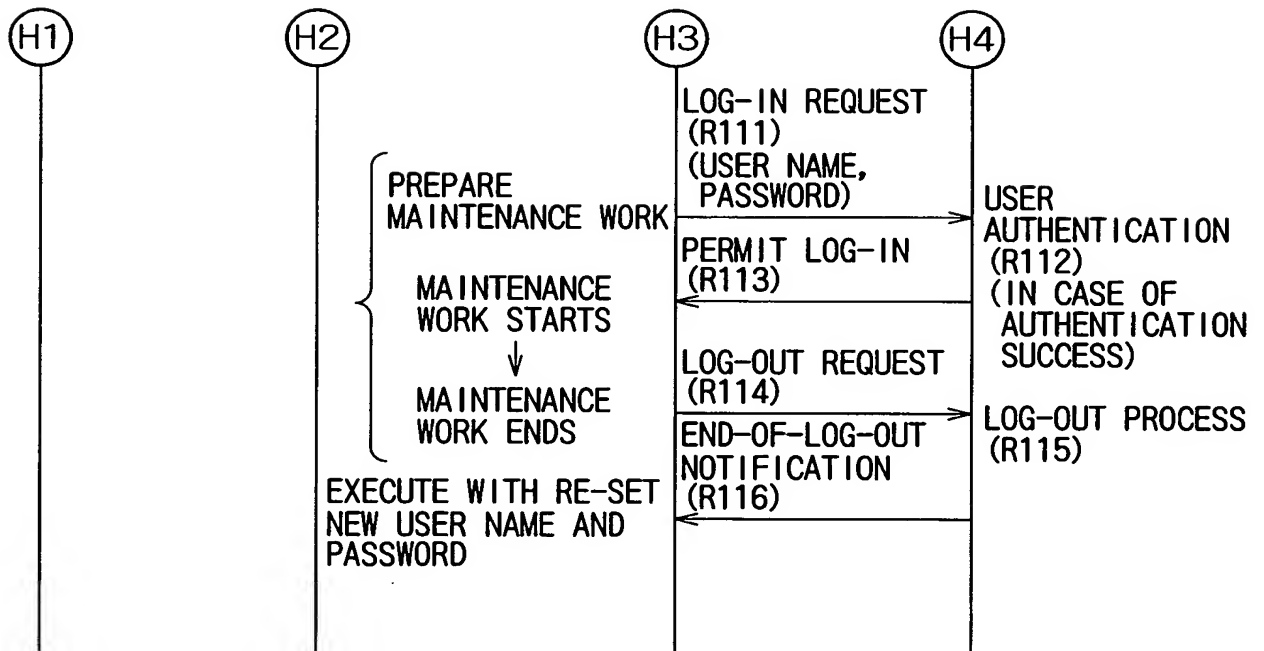 H1
H2
H3
H4
LOG-IN REQUEST
(R111)
(USER NAME,
PASSWORD)
PREPARE
MAINTENANCE WORK
USER
AUTHENTICATION
(R112)
(IN CASE OF
AUTHENTICATION
SUCCESS)
PERMIT LOG-IN
(R113)
MAINTENANCE
WORK STARTS
↓
MAINTENANCE
WORK ENDS
LOG-OUT REQUEST
(R114)
LOG-OUT PROCESS
(R115)
END-OF-LOG-OUT
NOTIFICATION
(R116)
EXECUTE WITH RE-SET
NEW USER NAME AND
PASSWORD